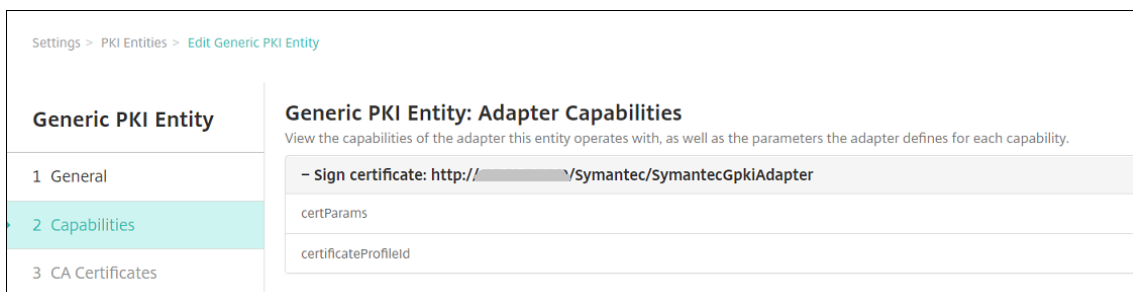 Settings > PKI Entities > Edit Generic PKI Entity
Generic PKI Entity
1 General
2 Capabilities
3 CA Certificates
Generic PKI Entity: Adapter Capabilities
View the capabilities of the adapter this entity operates with, as well as the parameters the adapter defines for each capability.
– Sign certificate: http:// /Symantec/SymantecGpkiAdapter
certParams
certificateProfileId